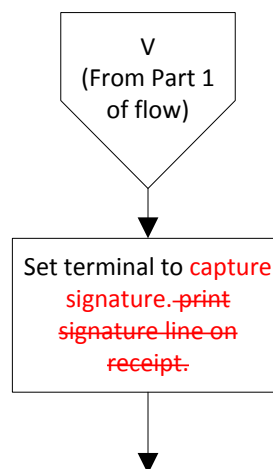 V
(From Part 1
of flow)
Set terminal to capture
signature. print
signature line on
receipt.